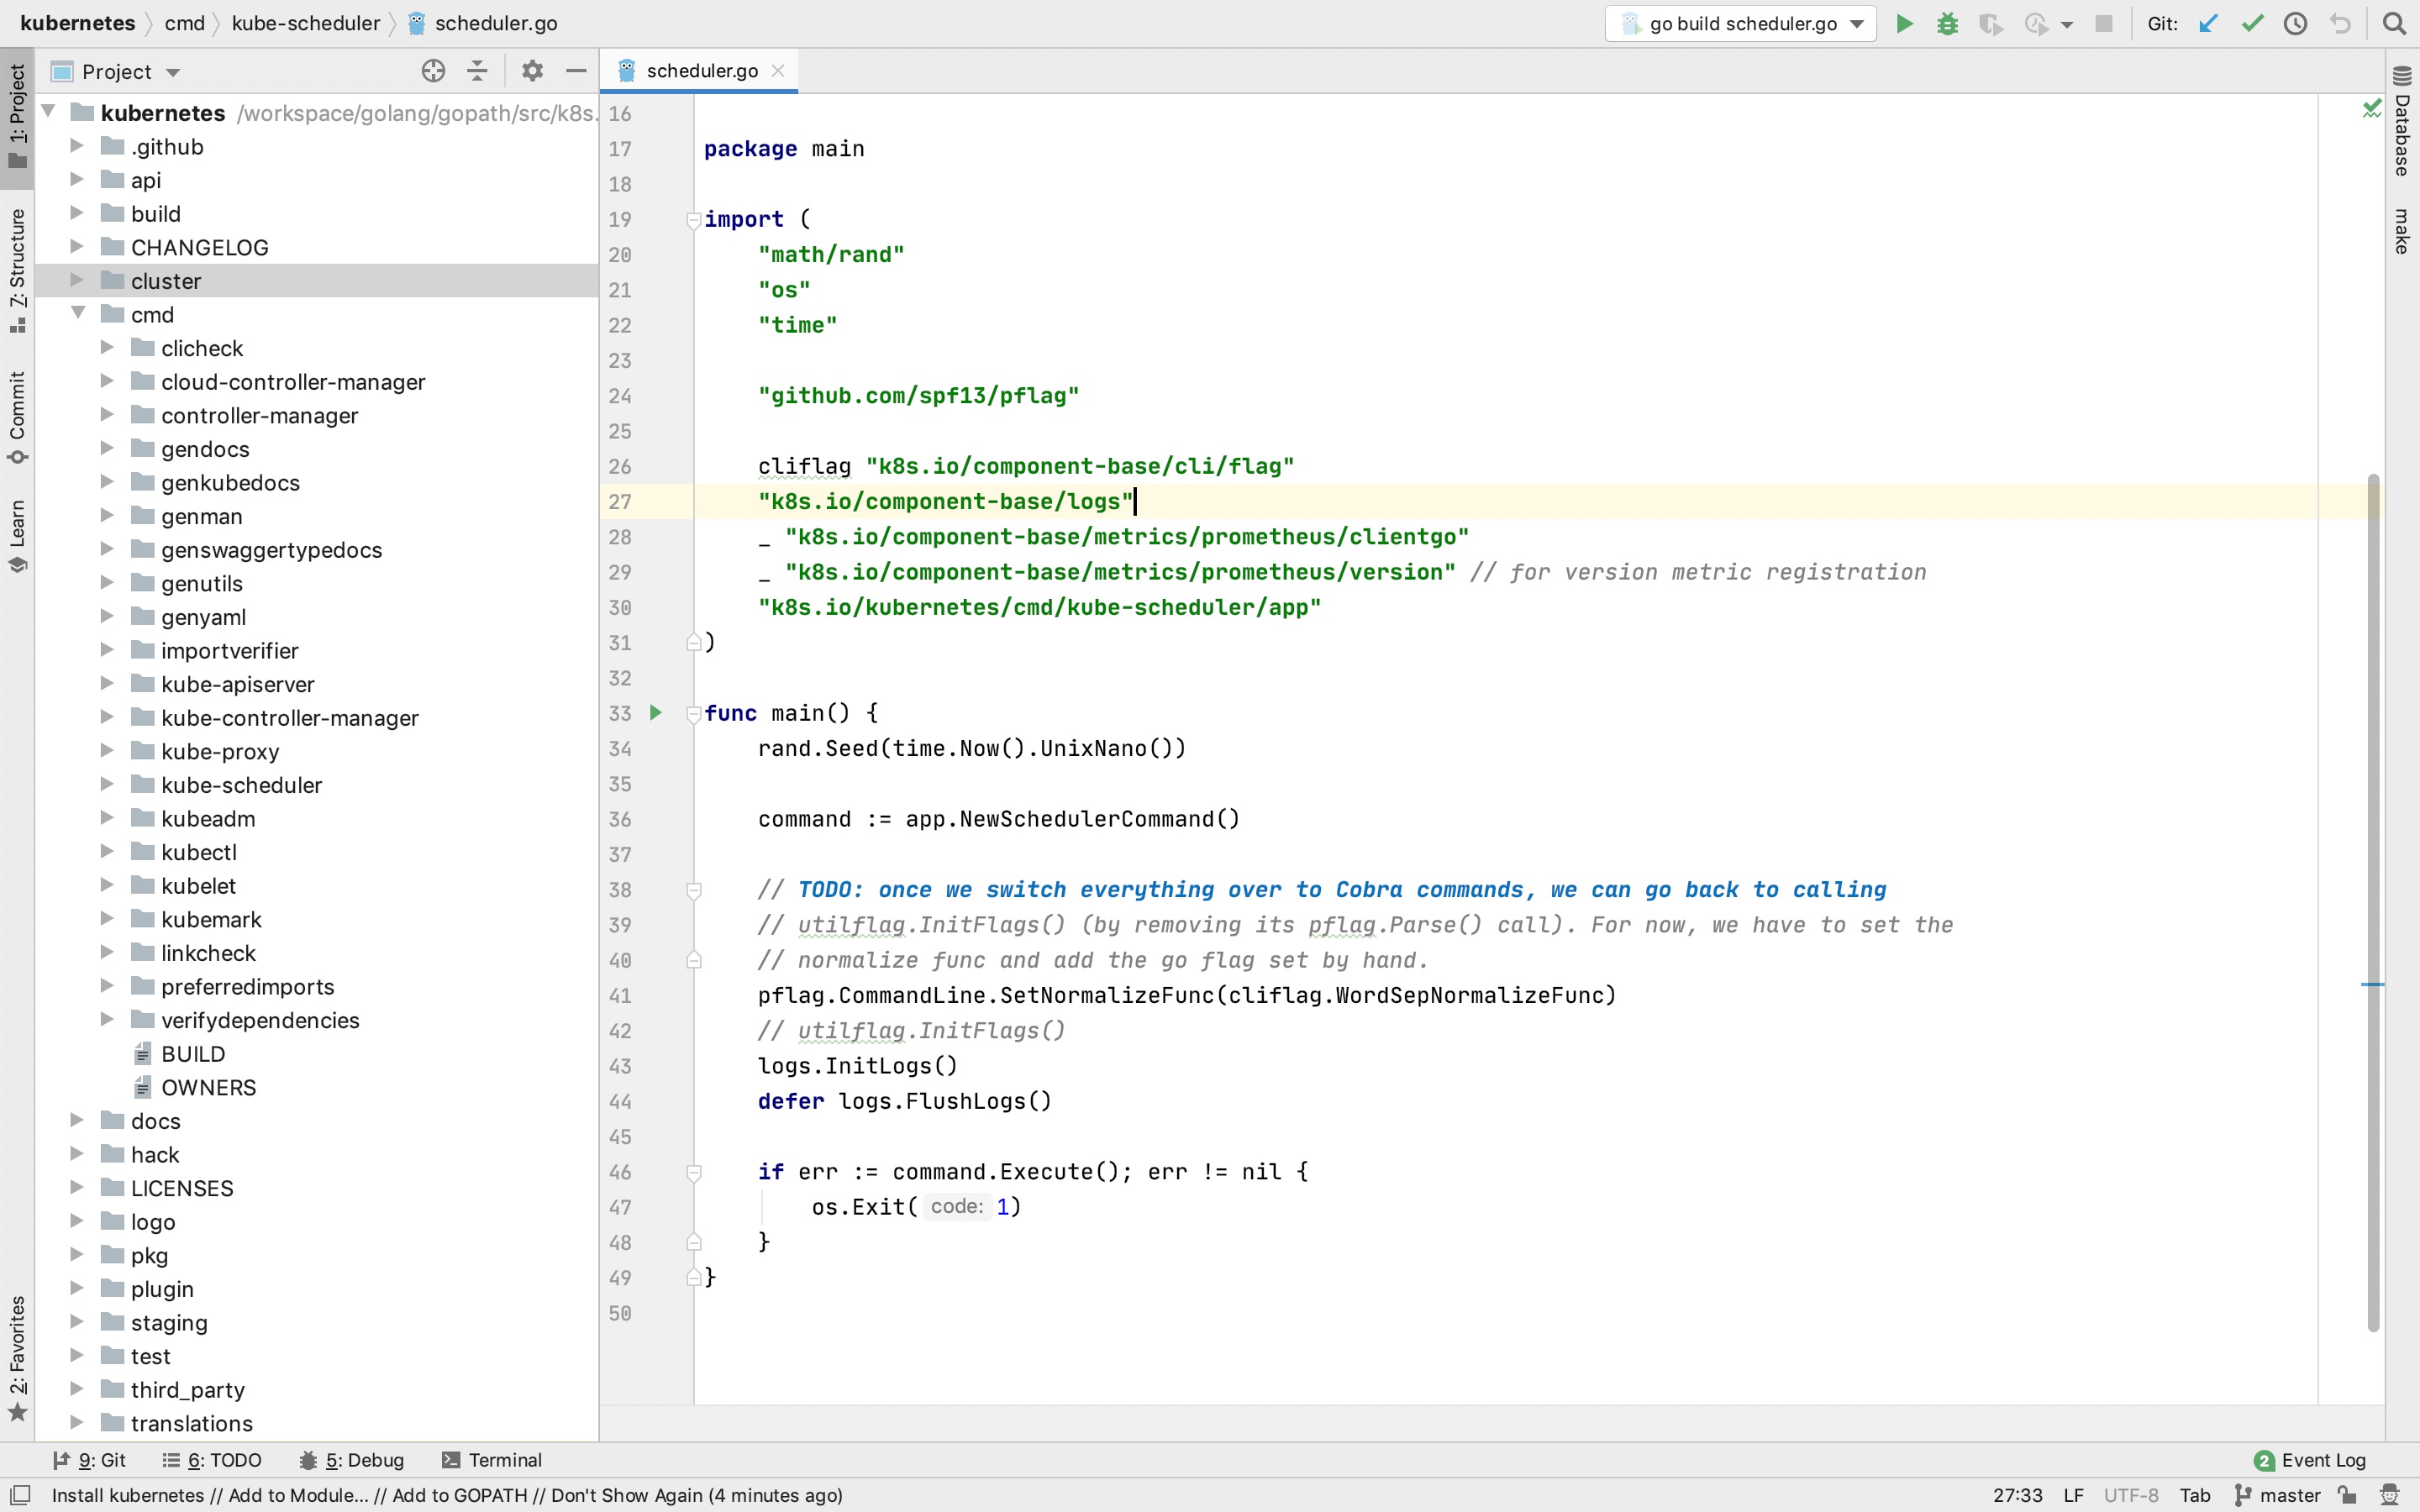 kubernetes cmd kube-scheduler scheduler.go
go build scheduler.go
Git:
1: Project
7: Structure
Commit
Learn
2: Favorites
Project
kubernetes /workspace/golang/gopath/src/k8s.
.github
api
build
CHANGELOG
cluster
cmd
clicheck
cloud-controller-manager
controller-manager
gendocs
genkubedocs
genman
genswaggertypedocs
genutils
genyaml
importverifier
kube-apiserver
kube-controller-manager
kube-proxy
kube-scheduler
kubeadm
kubectl
kubelet
kubemark
linkcheck
preferredimports
verifydependencies
BUILD
OWNERS
docs
hack
LICENSES
logo
pkg
plugin
staging
test
third_party
translations
scheduler.go
16
17 package main
18
19 import (
20 "math/rand"
21 "os"
22 "time"
23
24 "github.com/spf13/pflag"
25
26 cliflag "k8s.io/component-base/cli/flag"
27 "k8s.io/component-base/logs"
28 _ "k8s.io/component-base/metrics/prometheus/clientgo"
29 _ "k8s.io/component-base/metrics/prometheus/version" // for version metric registration
30 "k8s.io/kubernetes/cmd/kube-scheduler/app"
31 )
32
33 func main() {
34 rand.Seed(time.Now().UnixNano())
35
36 command := app.NewSchedulerCommand()
37
38 // TODO: once we switch everything over to Cobra commands, we can go back to calling
39 // utilflag.InitFlags() (by removing its pflag.Parse() call). For now, we have to set the
40 // normalize func and add the go flag set by hand.
41 pflag.CommandLine.SetNormalizeFunc(cliflag.WordSepNormalizeFunc)
42 // utilflag.InitFlags()
43 logs.InitLogs()
44 defer logs.FlushLogs()
45
46 if err := command.Execute(); err != nil {
47 os.Exit( code: 1)
48 }
49 }
50
Database
make
9: Git 6: TODO 5: Debug Terminal
2 Event Log
Install kubernetes // Add to Module... // Add to GOPATH // Don't Show Again (4 minutes ago)
27:33 LF UTF-8 Tab master